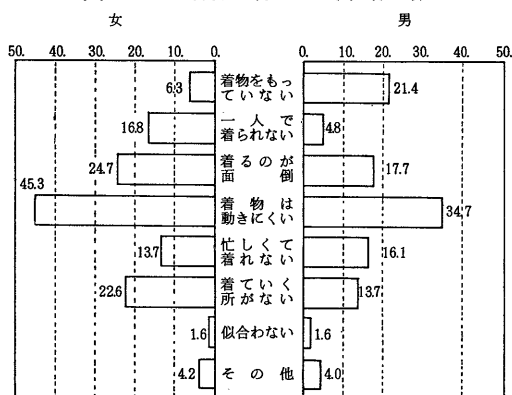 女 男
50. 40. 30. 20. 10. 0. 0. 10. 20. 30. 40. 50.
6.3 着物をもっ 21.4
ていない
16.8 一人で 4.8
着られない
24.7 着るのが 17.7
面倒
45.3 着物は 34.7
動きにくい
13.7 忙しくて 16.1
着れない
22.6 着ていく 13.7
所がない
1.6 似合わない 1.6
4.2 その他 4.0